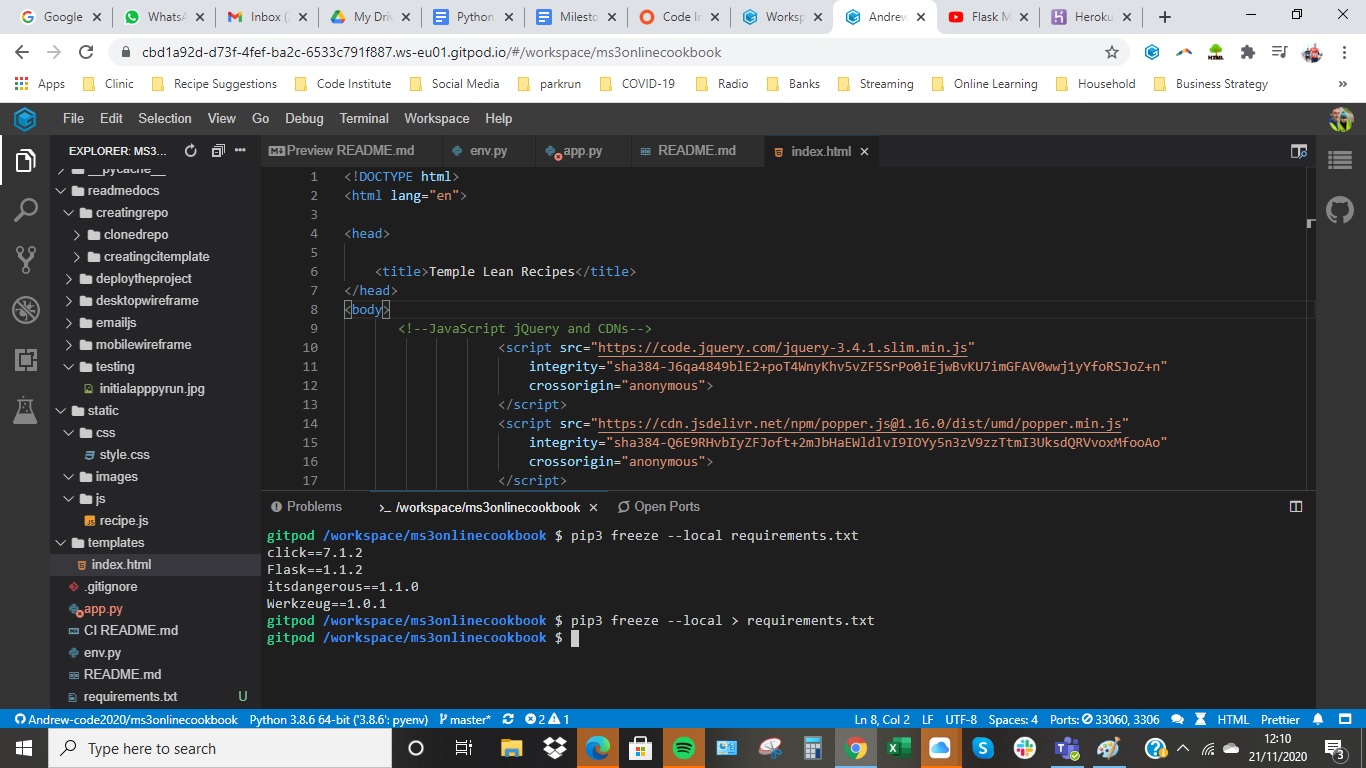 Google
WhatsA
Inbox (
My Driv
Python
Milesto
Code In
Worksp
Andrew
Flask M
Heroku
cbd1a92d-d73f-4fef-ba2c-6533c791f887.ws-eu01.gitpod.io/#/workspace/ms3onlinecookbook
Apps Clinic Recipe Suggestions Code Institute Social Media parkrun COVID-19 Radio Banks Streaming Online Learning Household Business Strategy »
File Edit Selection View Go Debug Terminal Workspace Help
EXPLORER: MS3...
Preview README.md env.py app.py README.md index.html
__pycache__
readmedocs
creatingrepo
clonedrepo
creatingcitemplate
deploytheproject
desktopwireframe
emailjs
mobilewireframe
testing
initialapppyrun.jpg
static
css
style.css
images
js
recipe.js
templates
index.html
.gitignore
app.py
CI README.md
env.py
README.md
requirements.txt U
1 <!DOCTYPE html>
2 <html lang="en">
3
4 <head>
5
6 <title>Temple Lean Recipes</title>
7 </head>
8 <body>
9 <!--JavaScript jQuery and CDNs-->
10 <script src="https://code.jquery.com/jquery-3.4.1.slim.min.js"
11 integrity="sha384-J6qa4849blE2+poT4WnyKhv5vZF5SrPo0iEjwBvKU7imGFAV0wwj1yYfoRSJoZ+n"
12 crossorigin="anonymous">
13 </script>
14 <script src="https://cdn.jsdelivr.net/npm/popper.js@1.16.0/dist/umd/popper.min.js"
15 integrity="sha384-Q6E9RHvbIyZFJoft+2mJbHaEWldlvI9IOYy5n3zV9zzTtmI3UksdQRVvoxMfooAo"
16 crossorigin="anonymous">
17 </script>
Problems >_ /workspace/ms3onlinecookbook Open Ports
gitpod /workspace/ms3onlinecookbook $ pip3 freeze --local requirements.txt
click==7.1.2
Flask==1.1.2
itsdangerous==1.1.0
Werkzeug==1.0.1
gitpod /workspace/ms3onlinecookbook $ pip3 freeze --local > requirements.txt
gitpod /workspace/ms3onlinecookbook $
Andrew-code2020/ms3onlinecookbook Python 3.8.6 64-bit ('3.8.6': pyenv) master* 2 1 Ln 8, Col 2 LF UTF-8 Spaces: 4 Ports: 33060, 3306 HTML Prettier
Type here to search
12:10
21/11/2020
3